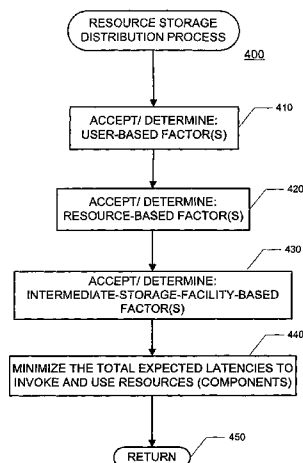 RESOURCE STORAGE
DISTRIBUTION PROCESS
400
410
ACCEPT/ DETERMINE:
USER-BASED FACTOR(S)
420
ACCEPT/ DETERMINE:
RESOURCE-BASED FACTOR(S)
430
ACCEPT/ DETERMINE:
INTERMEDIATE-STORAGE-FACILITY-BASED
FACTOR(S)
440
MINIMIZE THE TOTAL EXPECTED LATENCIES TO
INVOKE AND USE RESOURCES (COMPONENTS)
450
RETURN